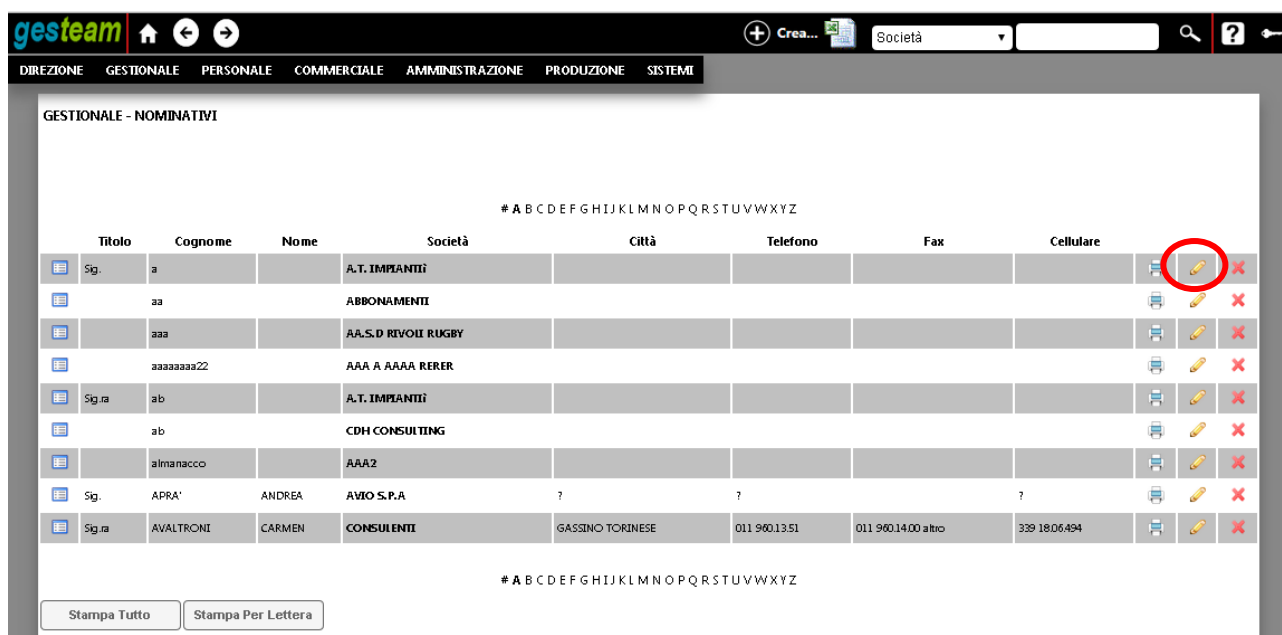 gesteam Crea... Società
DIREZIONE GESTIONALE PERSONALE COMMERCIALE AMMINISTRAZIONE PRODUZIONE SISTEMI
GESTIONALE - NOMINATIVI
# A B C D E F G H I J K L M N O P Q R S T U V W X Y Z
Titolo Cognome Nome Società Città Telefono Fax Cellulare
Sig. a A.T. IMPIANTIì
aa ABBONAMENTI
aaa AA.S.D RIVOLI RUGBY
aaaaaaaa22 AAA A AAAA RERER
Sig.ra ab A.T. IMPIANTIì
ab CDH CONSULTING
almanacco AAA2
Sig. APRA' ANDREA AVIO S.P.A ? ? ?
Sig.ra AVALTRONI CARMEN CONSULENTI GASSINO TORINESE 011 960.13.51 011 960.14.00 altro 339 18.06.494
# A B C D E F G H I J K L M N O P Q R S T U V W X Y Z
Stampa Tutto Stampa Per Lettera